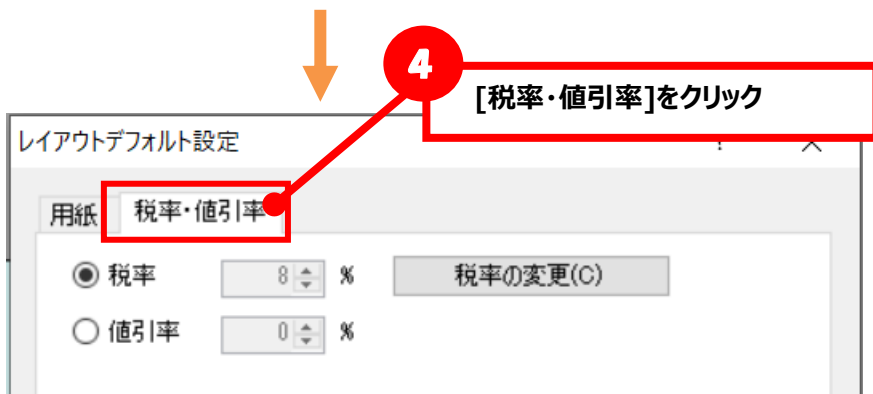 4
[税率・値引率]をクリック
レイアウトデフォルト設定
用紙 税率・値引率
税率 8 % 税率の変更(C)
値引率 0 %